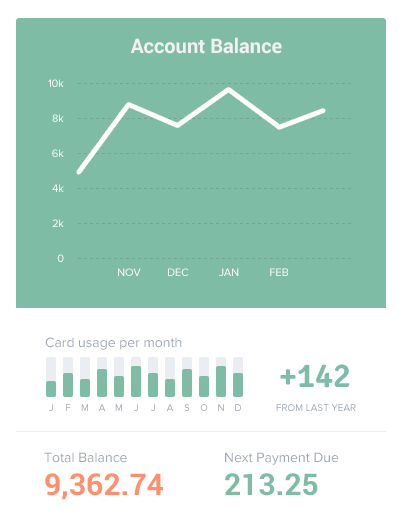 Account Balance
10k
8k
6k
4k
2k
0
NOV DEC JAN FEB
Card usage per month
J F M A M J J A S O N D
+142
FROM LAST YEAR
Total Balance
9,362.74
Next Payment Due
213.25